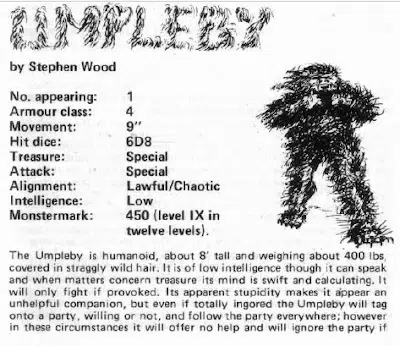 UMPLEBY
by Stephen Wood
No. appearing: 1
Armour class: 4
Movement: 9"
Hit dice: 6D8
Treasure: Special
Attack: Special
Alignment: Lawful/Chaotic
Intelligence: Low
Monstermark: 450 (level IX in
twelve levels).
The Umpleby is humanoid, about 8' tall and weighing about 400 lbs,
covered in straggly wild hair. It is of low intelligence though it can speak
and when matters concern treasure its mind is swift and calculating. It
will only fight if provoked. Its apparent stupidity makes it appear an
unhelpful companion, but even if totally ingored the Umpleby will tag
onto a party, willing or not, and follow the party everywhere; however
in these circumstances it will offer no help and will ignore the party if